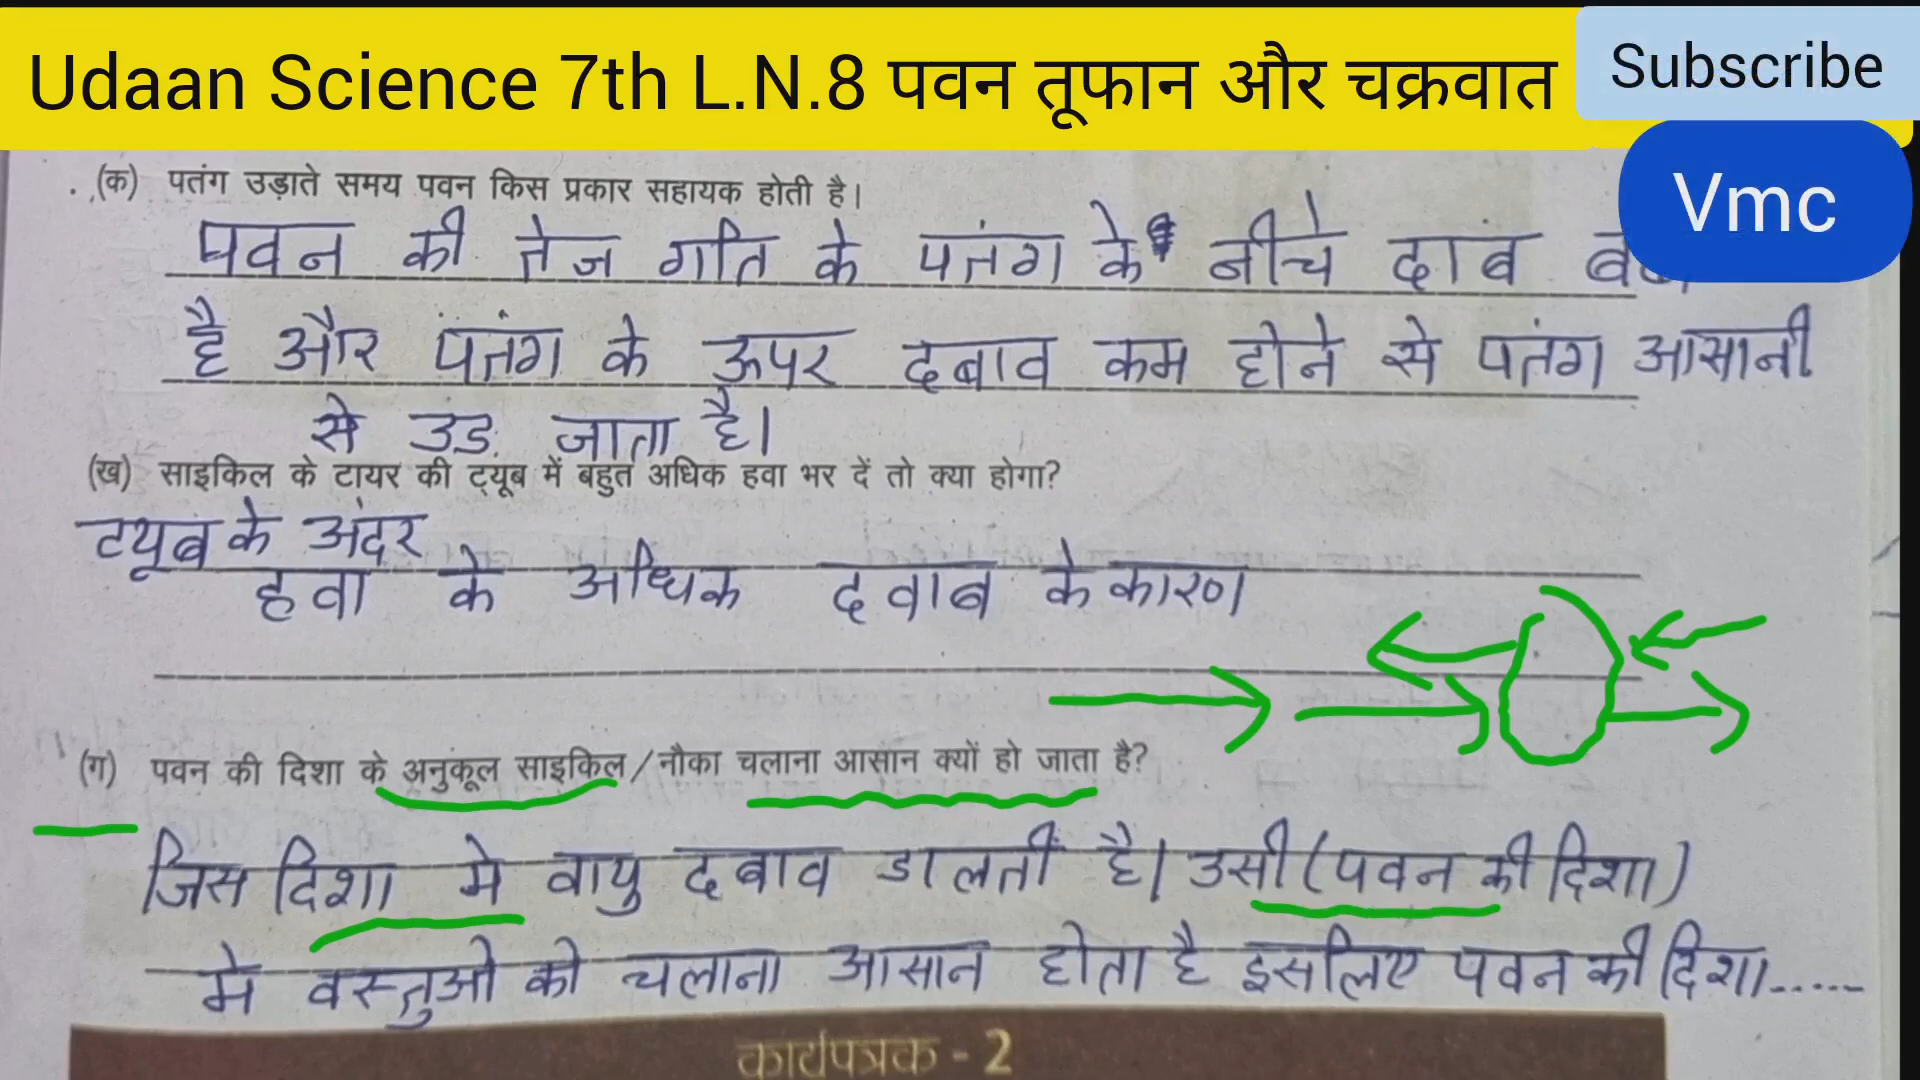 Udaan Science 7th L.N.8 पवन तूफान और चक्रवात
Subscribe
Vmc
(क) पतंग उड़ाते समय पवन किस प्रकार सहायक होती है।
पवन की तेज गति के पतंग के नीचे दाब
है और पतंग के ऊपर दबाव कम होने से पतंग आसानी
से उड जाता है।
(ख) साइकिल के टायर की ट्यूब में बहुत अधिक हवा भर दें तो क्या होगा?
टयूब के अंदर
हवा के अधिक दवाब के कारण
(ग) पवन की दिशा के अनुंकूल साइकिल/नौका चलाना आसान क्यों हो जाता है?
जिस दिशा मे वायु दबाव डालती है। उसी (पवन की दिशा)
मे वस्तुओ को चलाना आसान होता है इसलिए पवन की दिशा.....
कार्यपत्रक - 2